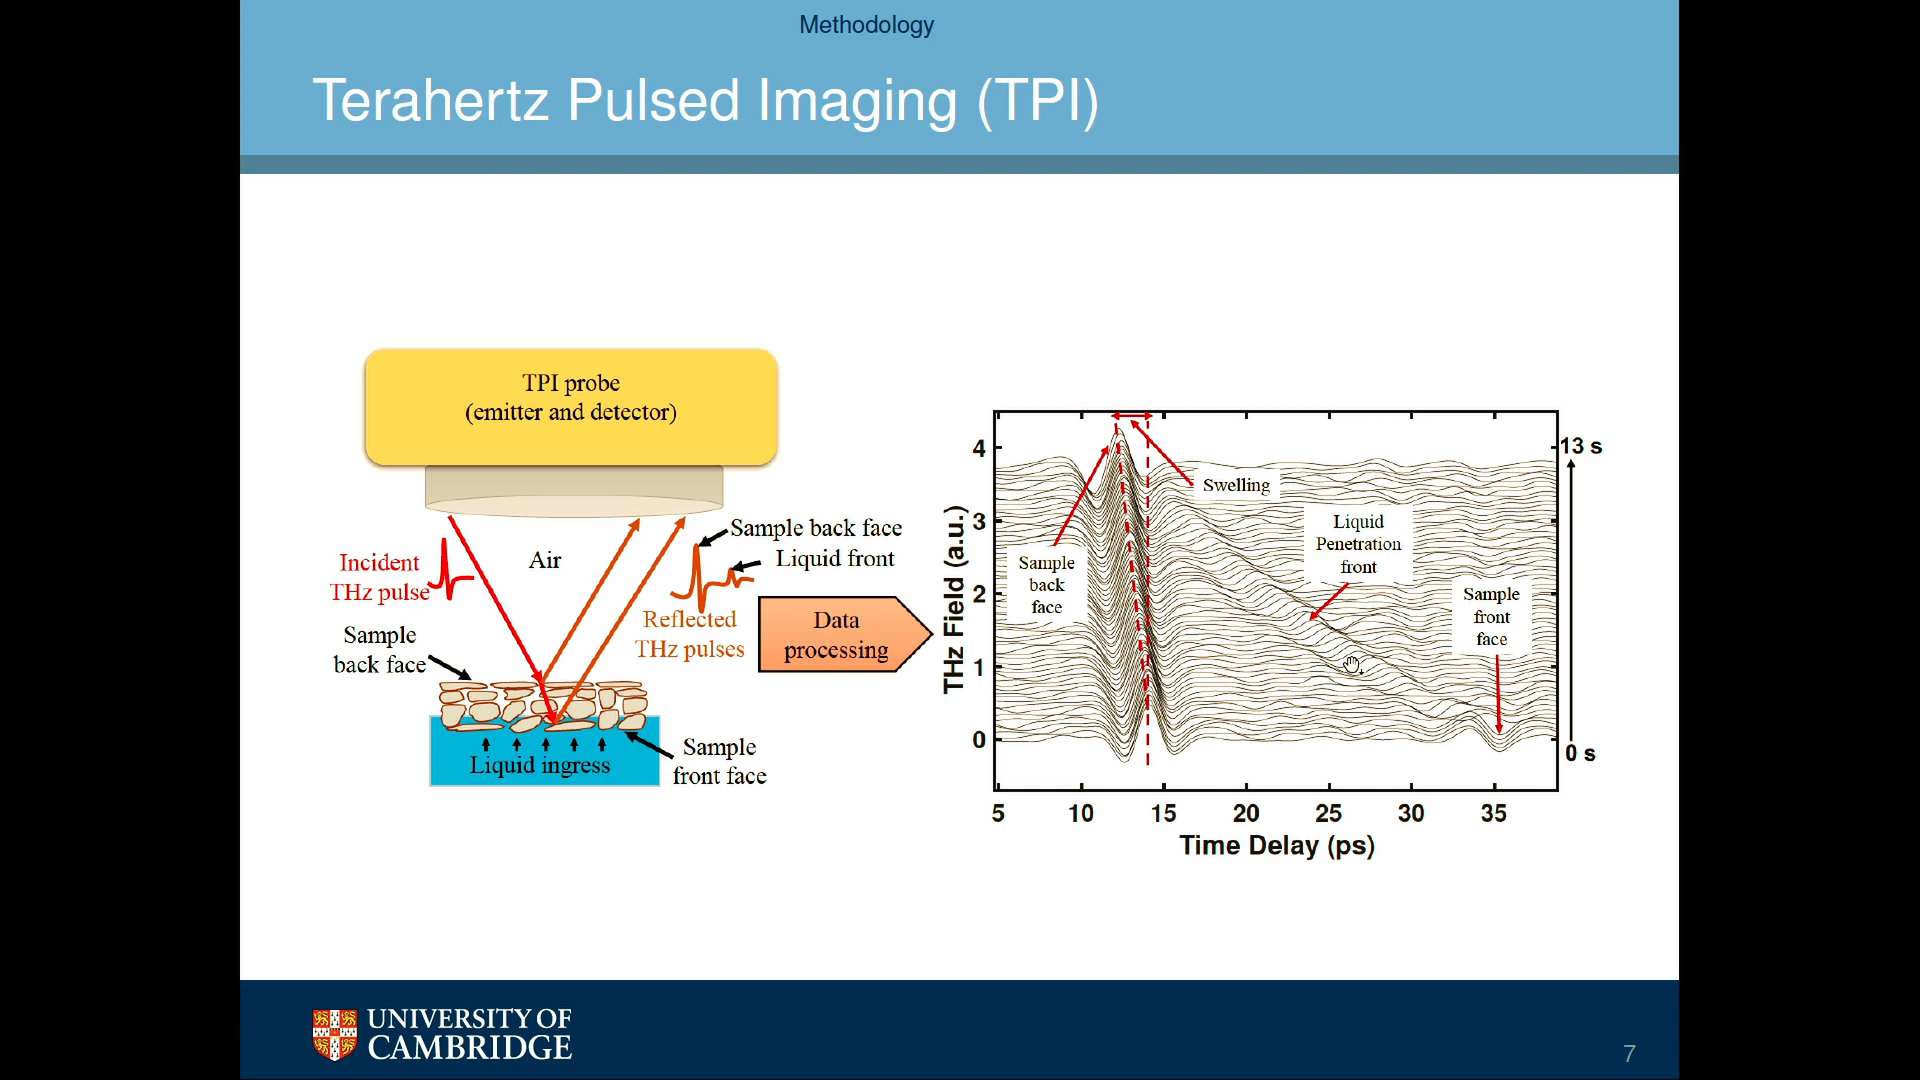 Methodology
Terahertz Pulsed Imaging (TPI)
TPI probe
(emitter and detector)
Incident
THz pulse
Air
Sample back face
Liquid front
Reflected
THz pulses
Sample
back face
Liquid ingress
Sample
front face
Data
processing
THz Field (a.u.)
4
3
2
1
0
Swelling
Liquid
Penetration
front
Sample
back
face
Sample
front
face
13 s
0 s
5 10 15 20 25 30 35
Time Delay (ps)
UNIVERSITY OF
CAMBRIDGE
7